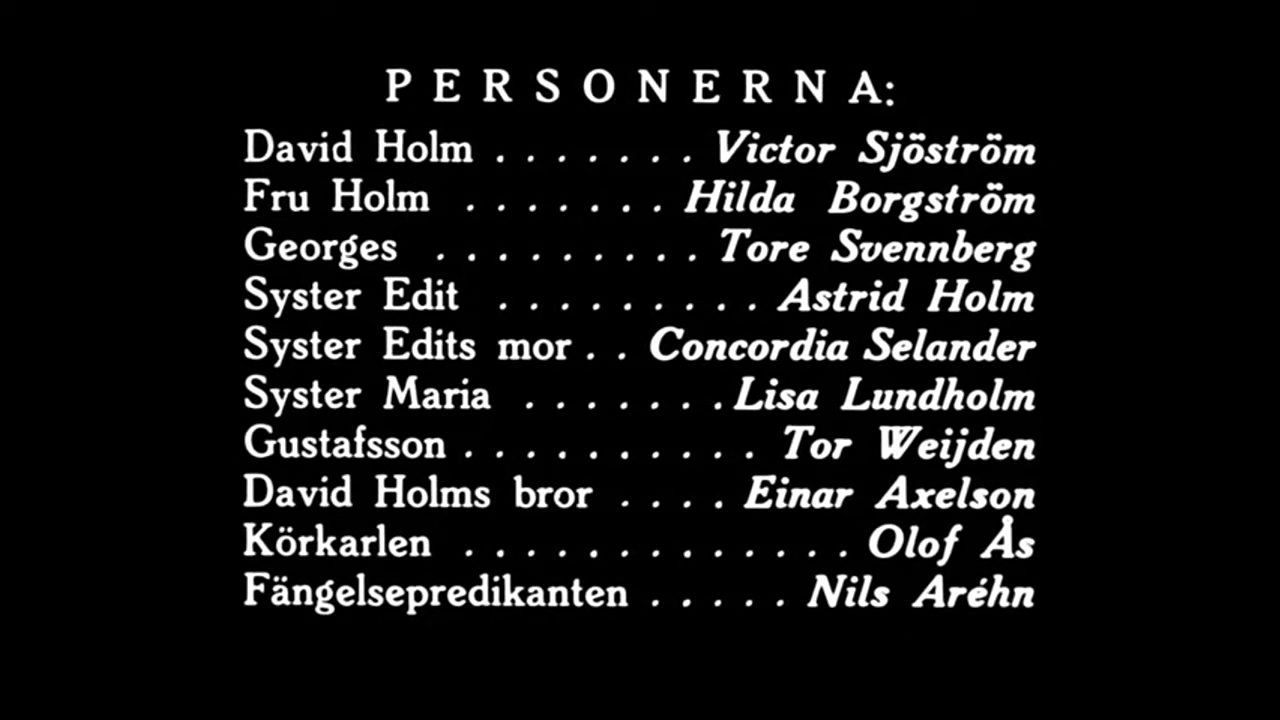 PERSONERNA:
David Holm . . . . . . . Victor Sjöström
Fru Holm . . . . . . . Hilda Borgström
Georges . . . . . . . . . Tore Svennberg
Syster Edit . . . . . . . . . Astrid Holm
Syster Edits mor . . Concordia Selander
Syster Maria . . . . . . . Lisa Lundholm
Gustafsson . . . . . . . . . . Tor Weijden
David Holms bror . . . . Einar Axelson
Körkarlen . . . . . . . . . . . . . Olof Ås
Fängelsepredikanten . . . . . Nils Aréhn